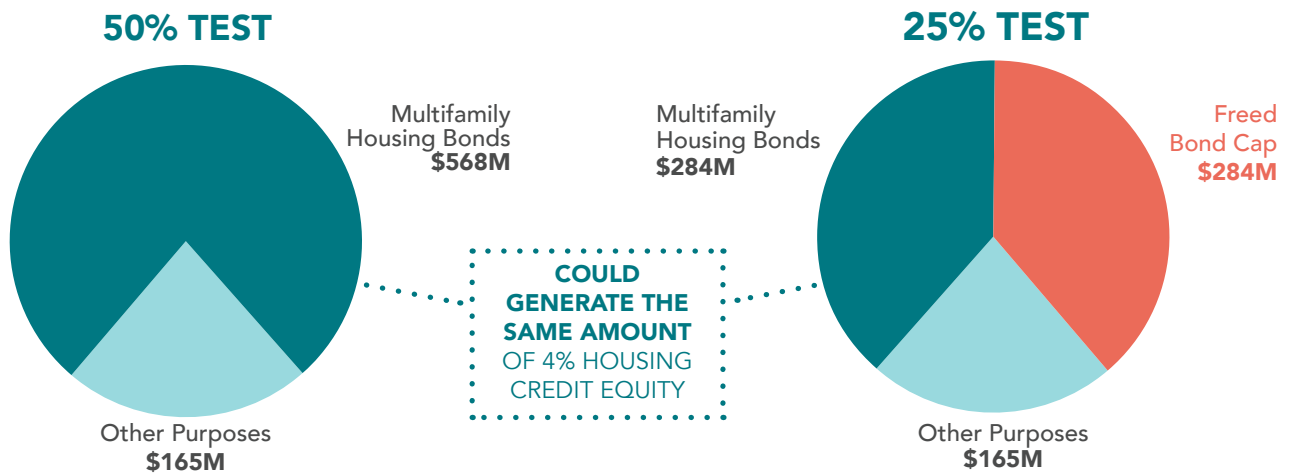 50% TEST
Multifamily
Housing Bonds
$568M
Other Purposes
$165M
COULD
GENERATE THE
SAME AMOUNT
OF 4% HOUSING
CREDIT EQUITY
25% TEST
Multifamily
Housing Bonds
$284M
Freed
Bond Cap
$284M
Other Purposes
$165M